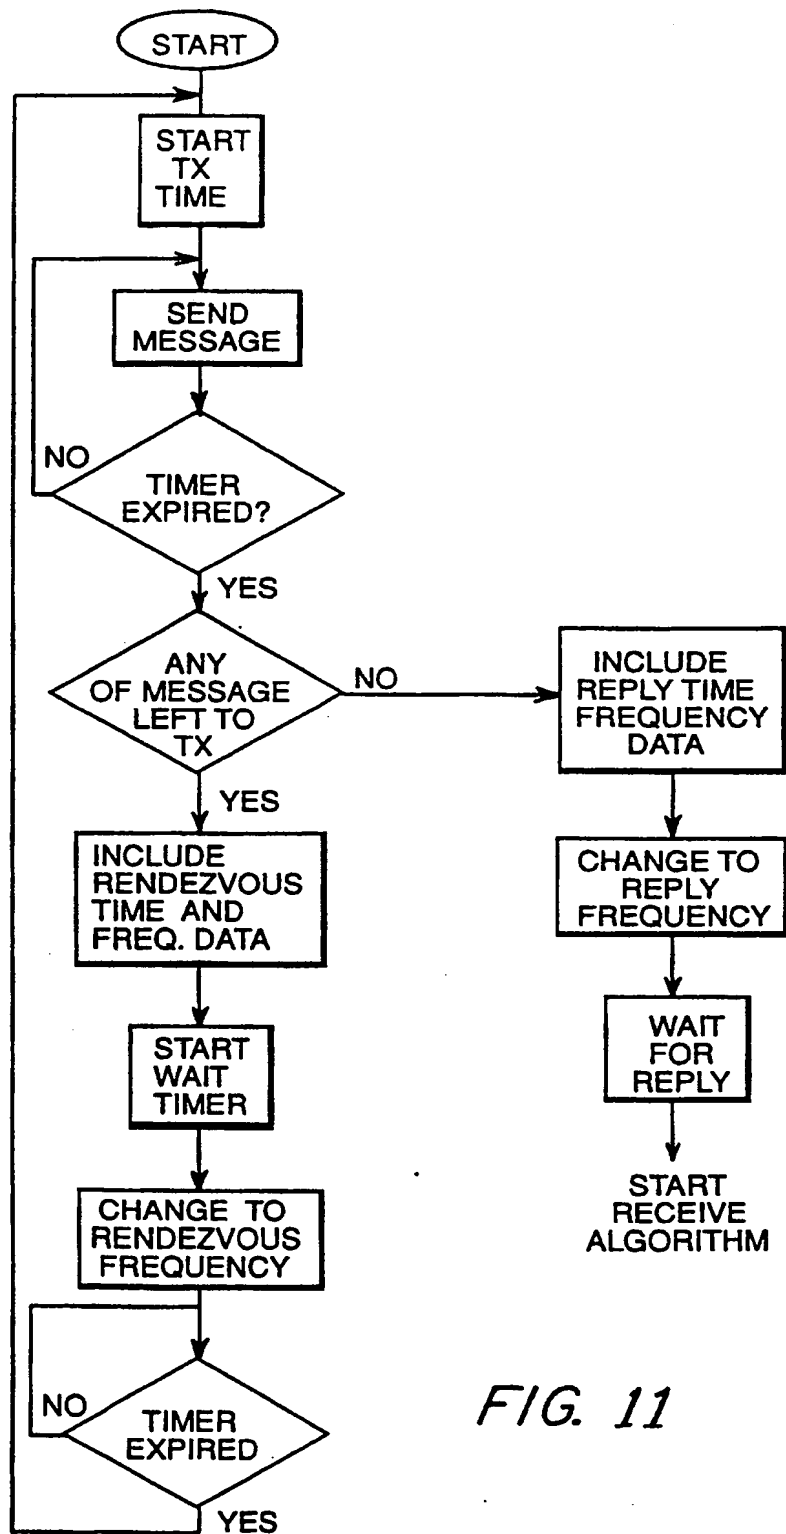 START
START
TX
TIME
SEND
MESSAGE
NO
TIMER
EXPIRED?
YES
ANY
OF MESSAGE
LEFT TO
TX
NO
YES
INCLUDE
RENDEZVOUS
TIME AND
FREQ. DATA
START
WAIT
TIMER
CHANGE TO
RENDEZVOUS
FREQUENCY
NO
TIMER
EXPIRED
YES
INCLUDE
REPLY TIME
FREQUENCY
DATA
CHANGE TO
REPLY
FREQUENCY
WAIT
FOR
REPLY
START
RECEIVE
ALGORITHM
FIG. 11